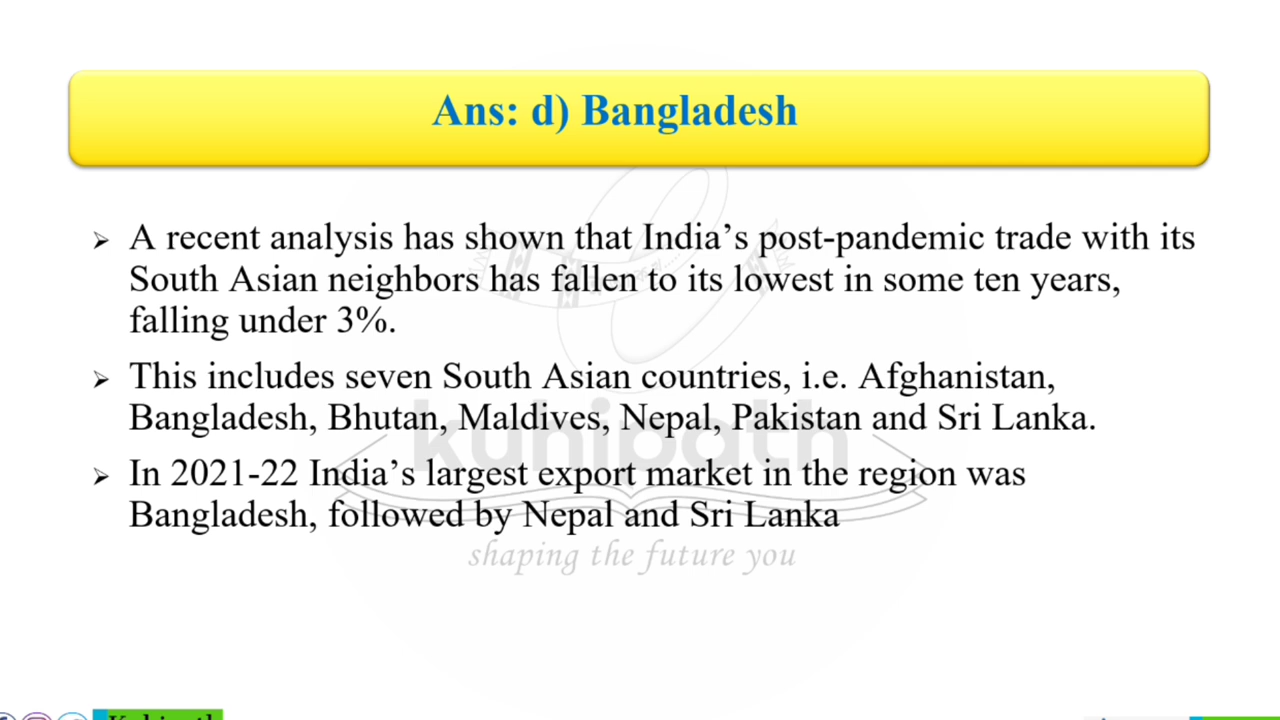 Ans: d) Bangladesh
➢ A recent analysis has shown that India’s post-pandemic trade with its
South Asian neighbors has fallen to its lowest in some ten years,
falling under 3%.
➢ This includes seven South Asian countries, i.e. Afghanistan,
Bangladesh, Bhutan, Maldives, Nepal, Pakistan and Sri Lanka.
kuhipath
➢ In 2021-22 India’s largest export market in the region was
Bangladesh, followed by Nepal and Sri Lanka
shaping the future you